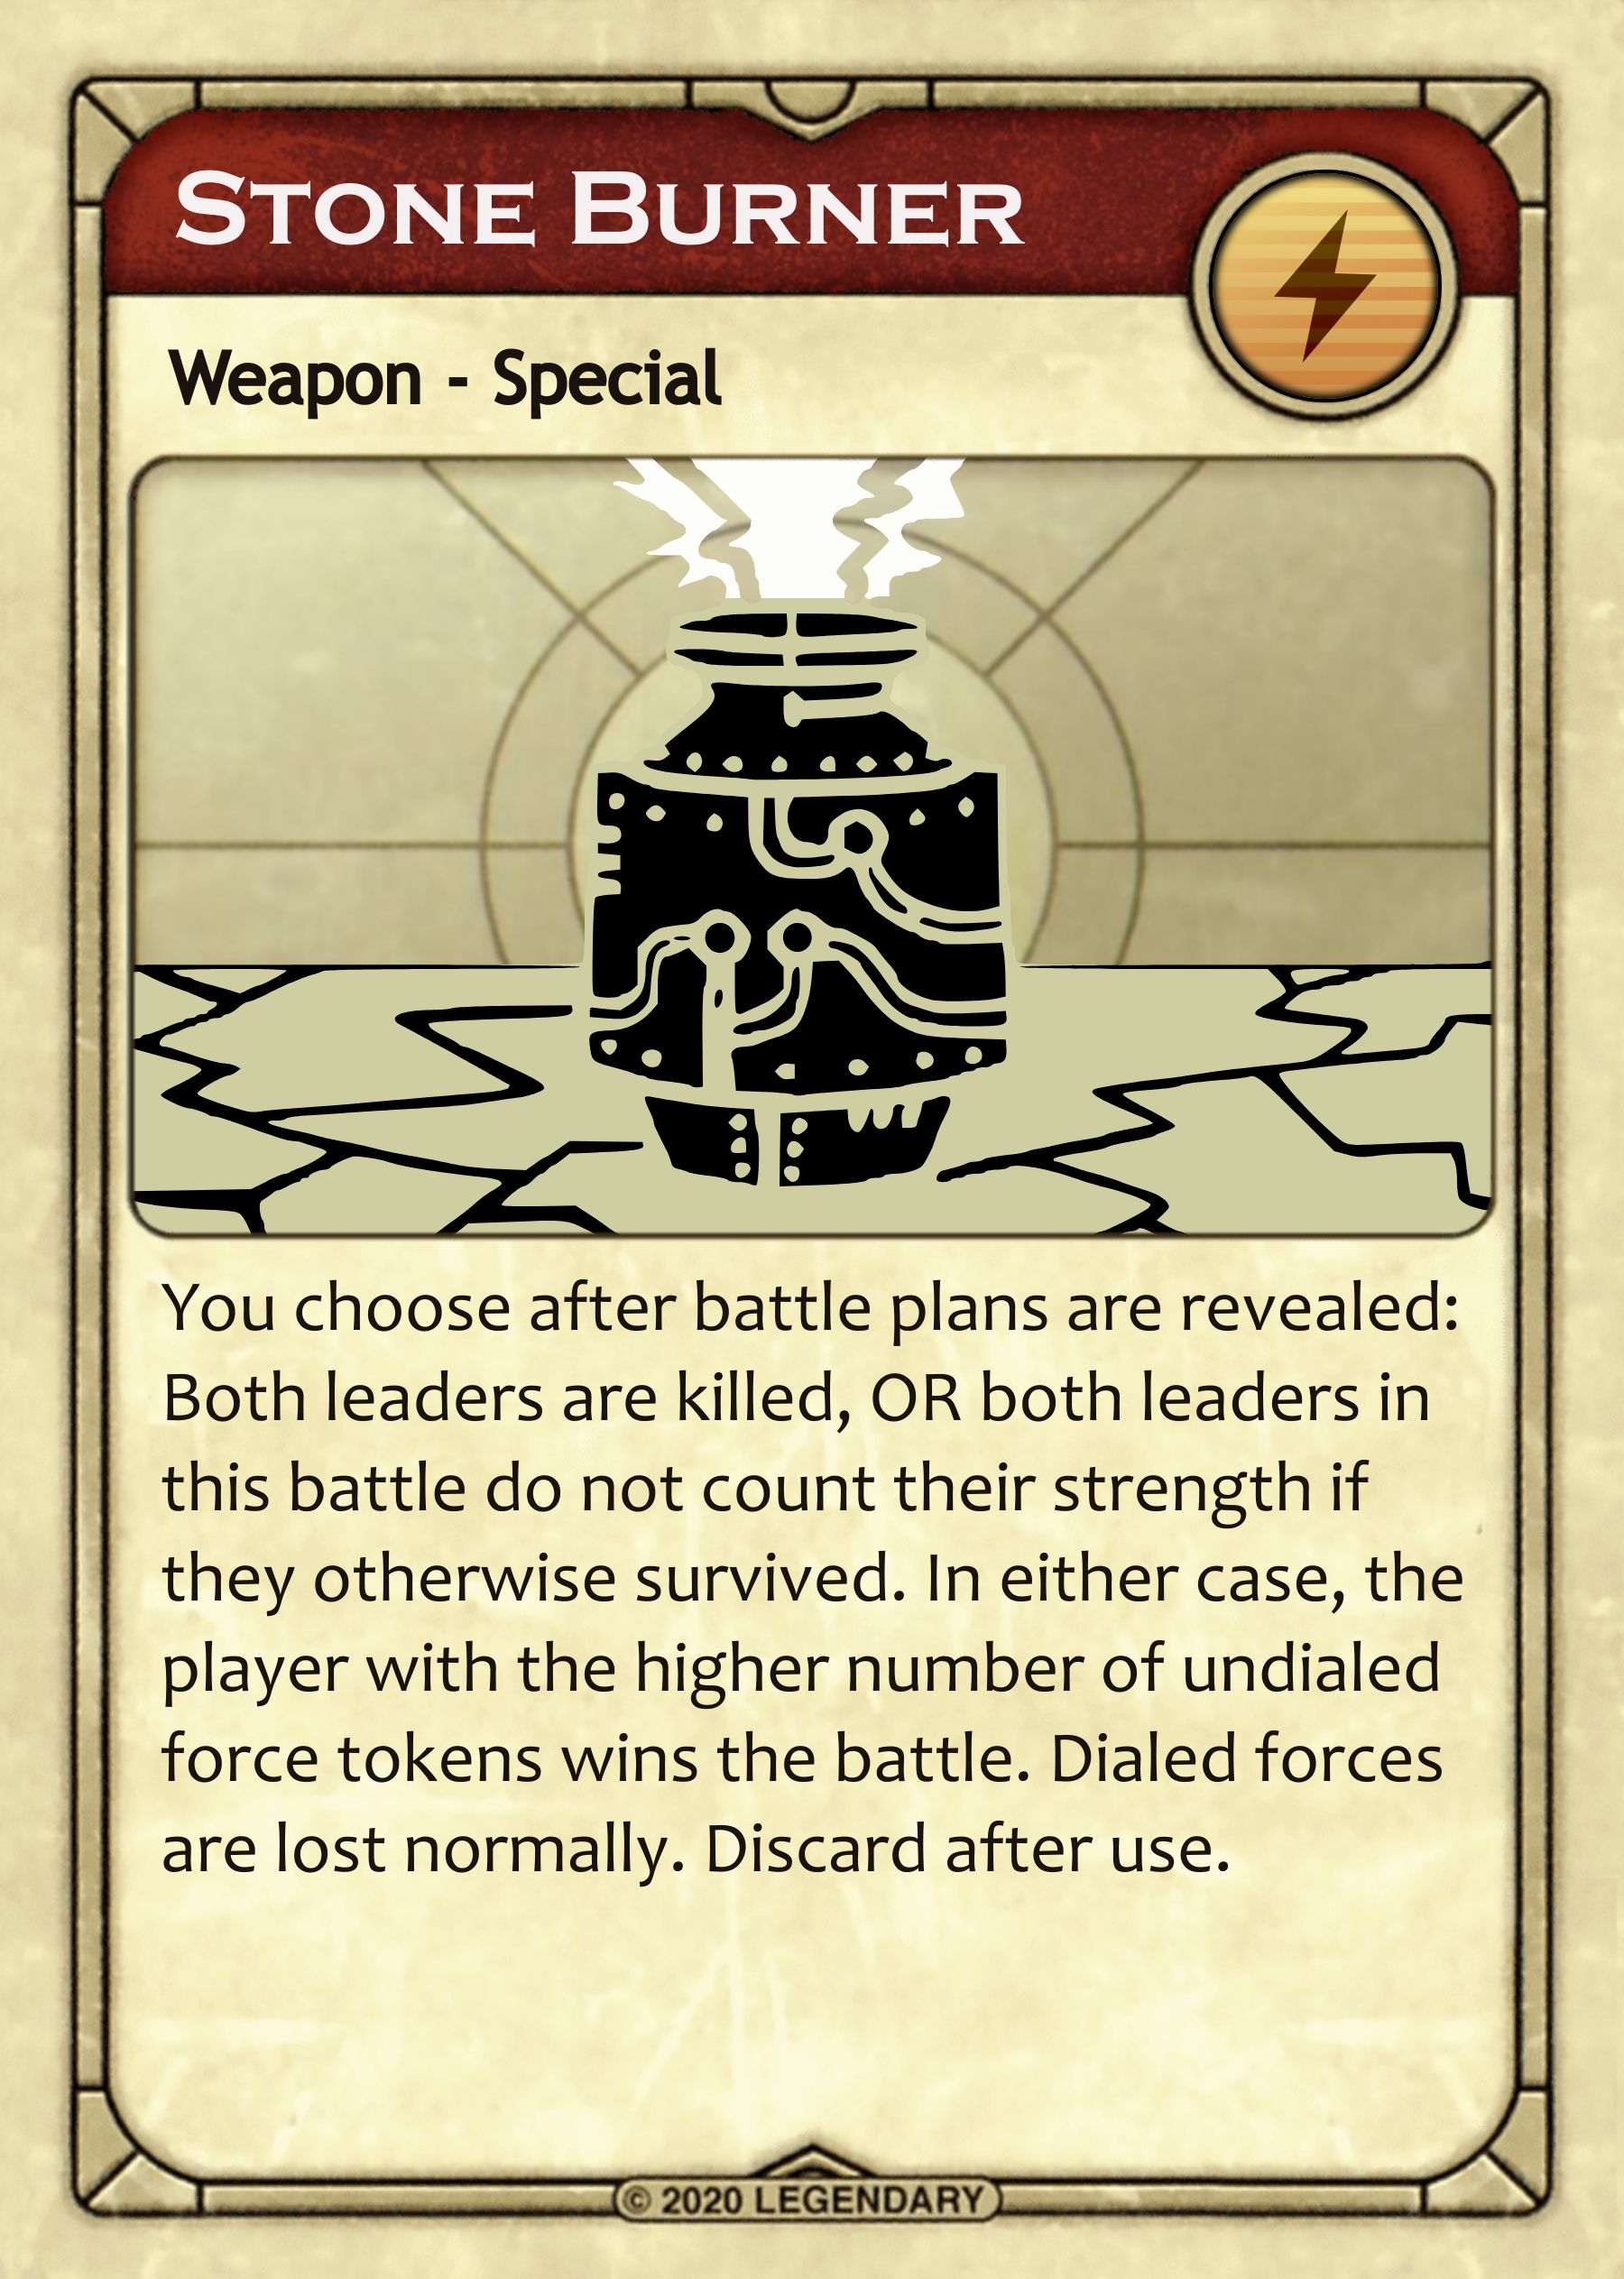 Stone Burner
Weapon - Special
You choose after battle plans are revealed:
Both leaders are killed, OR both leaders in
this battle do not count their strength if
they otherwise survived. In either case, the
player with the higher number of undialed
force tokens wins the battle. Dialed forces
are lost normally. Discard after use.
© 2020 LEGENDARY